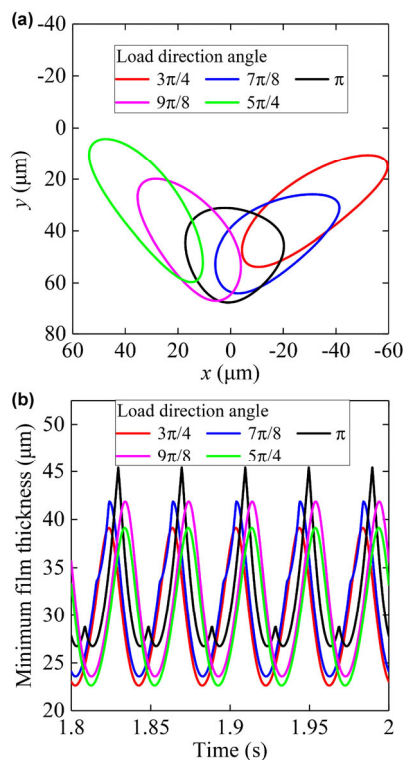 (a)
-40
Load direction angle
3π/4 7π/8 π
-20
9π/8 5π/4
0
20
40
60
80
y (μm)
60 40 20 0 -20 -40 -60
x (μm)
(b)
50
Load direction angle
3π/4 7π/8 π
9π/8 5π/4
45
40
35
30
25
20
Minimum film thickness (μm)
1.8 1.85 1.9 1.95 2
Time (s)